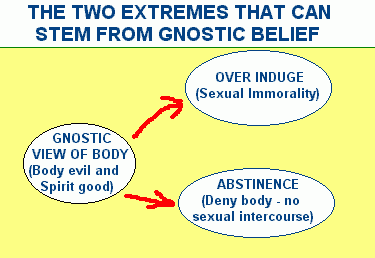 THE TWO EXTREMES THAT CAN
STEM FROM GNOSTIC BELIEF
OVER INDUGE
(Sexual Immorality)
GNOSTIC
VIEW OF BODY
(Body evil and
Spirit good)
ABSTINENCE
(Deny body - no
sexual intercourse)